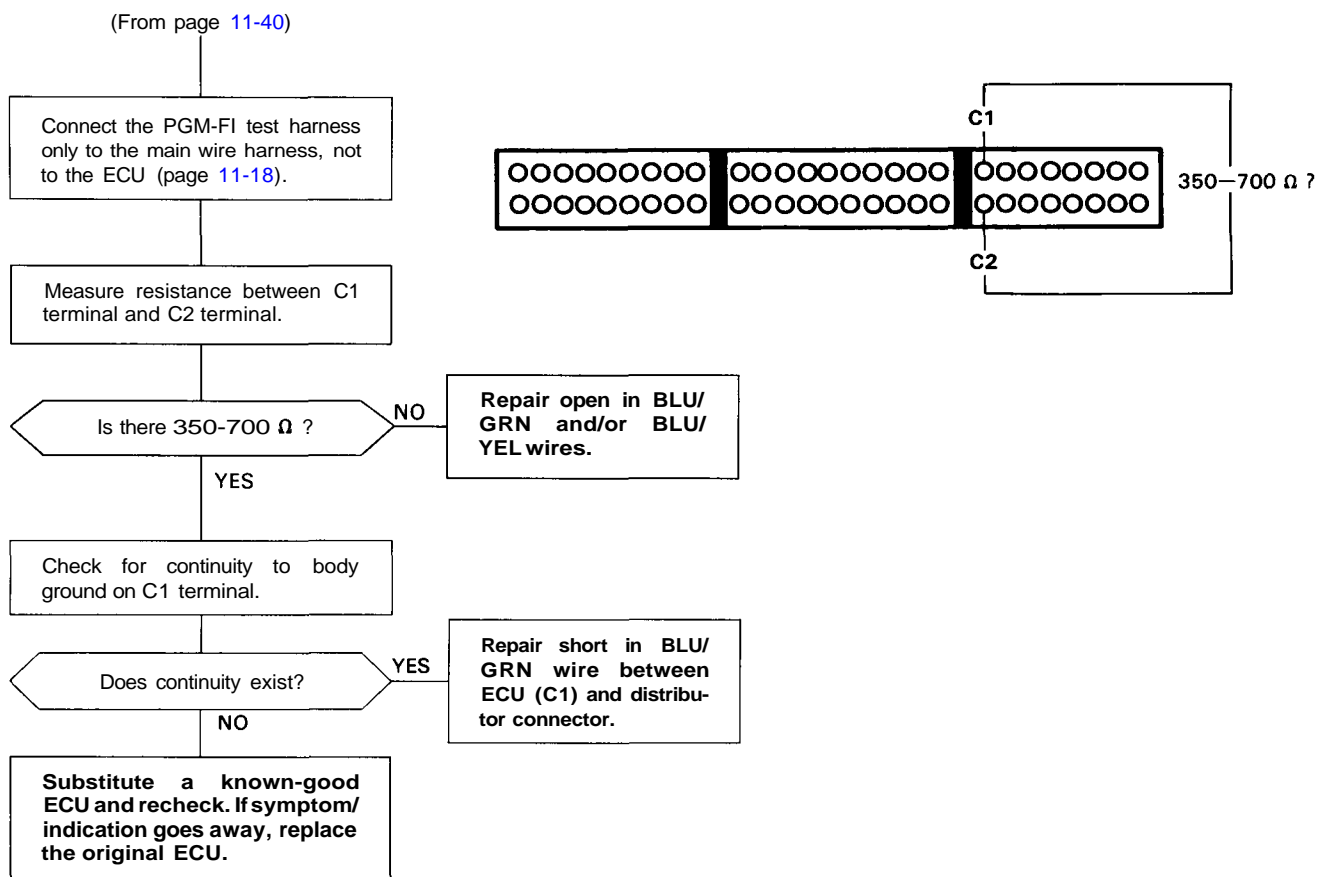 (From page 11-40)
Connect the PGM-FI test harness
only to the main wire harness, not
to the ECU (page 11-18).
Measure resistance between C1
terminal and C2 terminal.
Is there 350-700 Ω ?
NO
Repair open in BLU/
GRN and/or BLU/
YEL wires.
YES
Check for continuity to body
ground on C1 terminal.
Does continuity exist?
YES
Repair short in BLU/
GRN wire between
ECU (C1) and distribu-
tor connector.
NO
Substitute a known-good
ECU and recheck. If symptom/
indication goes away, replace
the original ECU.
C1
350—700 Ω ?
C2